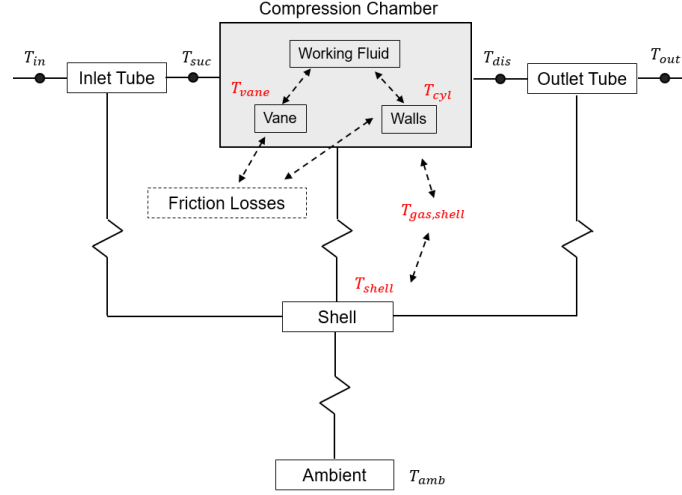 Compression Chamber
T_in
T_suc
Working Fluid
T_dis
T_out
Inlet Tube
Outlet Tube
T_vane
T_cyl
Vane
Walls
Friction Losses
T_gas,shell
T_shell
Shell
Ambient
T_amb